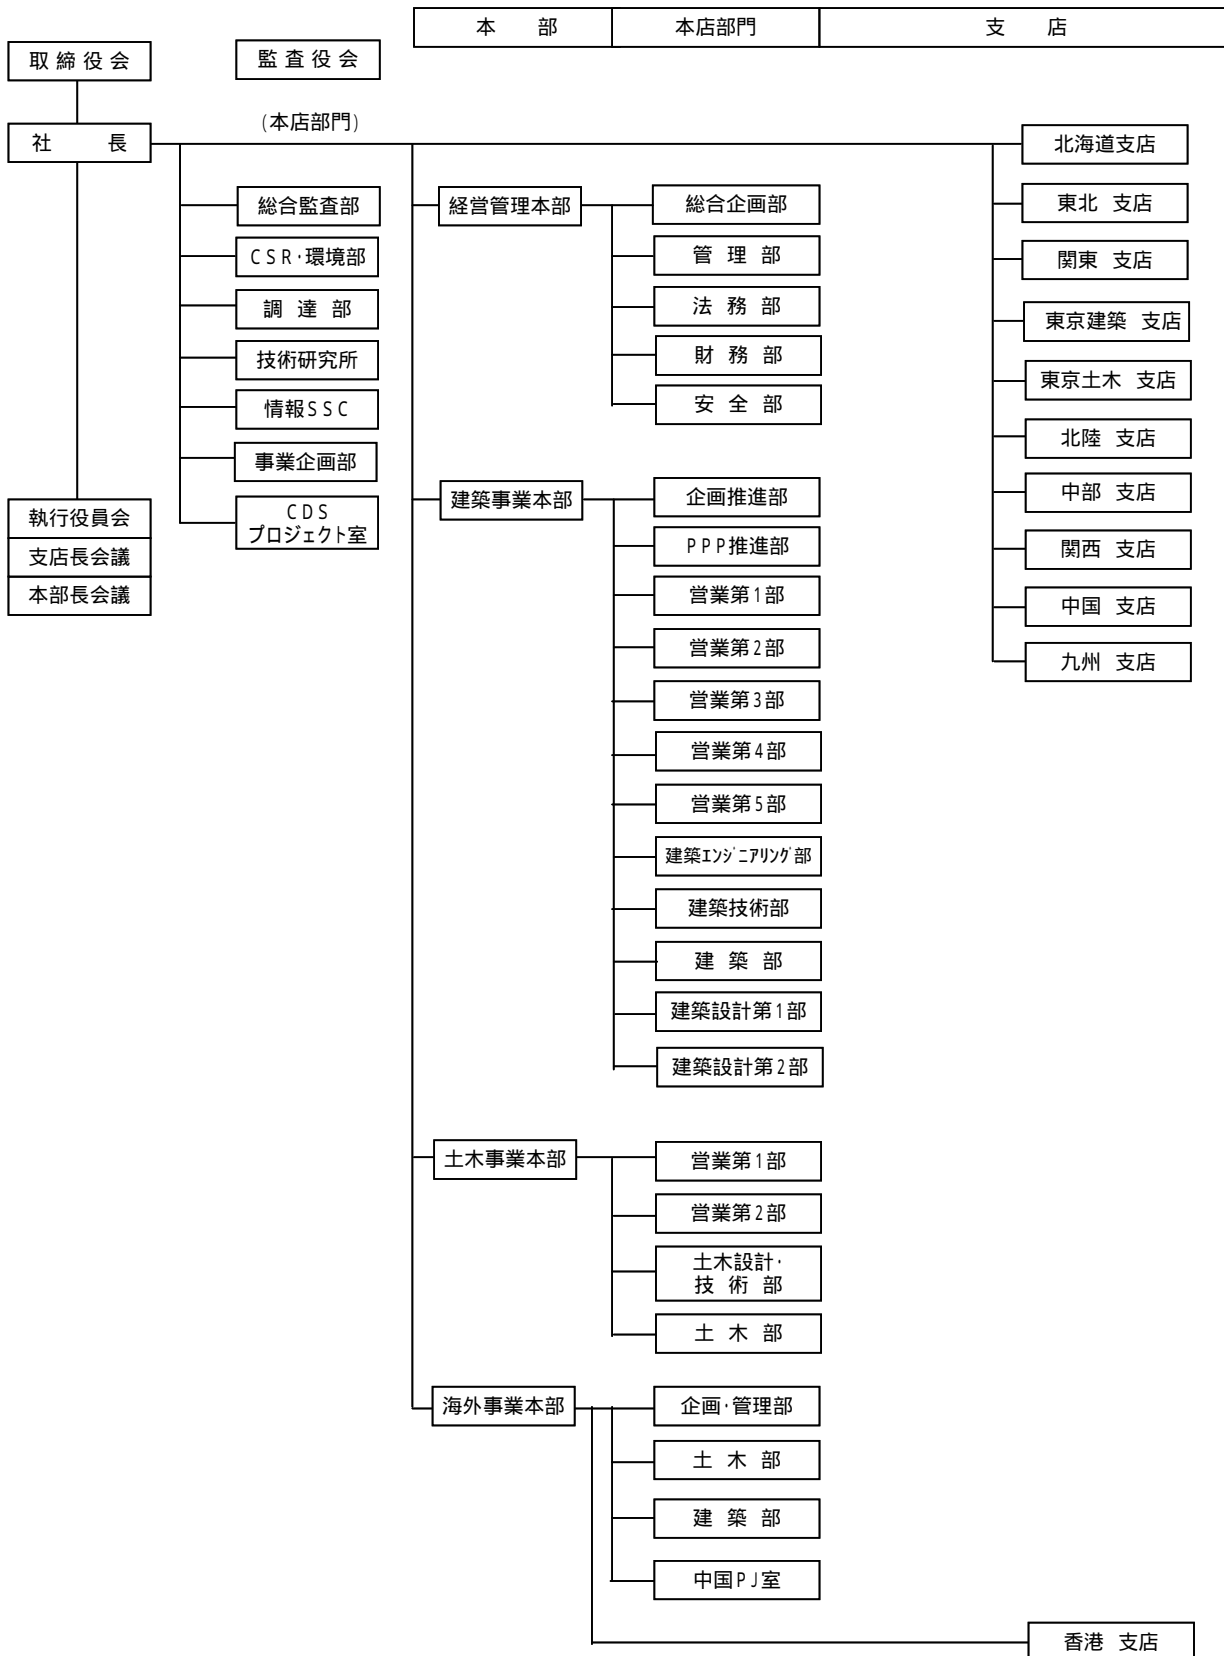 本 部
本店部門
支 店
取締役会
監査役会
社 長
(本店部門)
総合監査部
CSR・環境部
調達部
技術研究所
情報SSC
事業企画部
CDS
プロジェクト室
執行役員会
支店長会議
本部長会議
経営管理本部
総合企画部
管理部
法務部
財務部
安全部
建築事業本部
企画推進部
PPP推進部
営業第1部
営業第2部
営業第3部
営業第4部
営業第5部
建築エンジニアリング部
建築技術部
建築部
建築設計第1部
建築設計第2部
土木事業本部
営業第1部
営業第2部
土木設計・
技術部
土木部
海外事業本部
企画・管理部
土木部
建築部
中国PJ室
北海道支店
東北 支店
関東 支店
東京建築 支店
東京土木 支店
北陸 支店
中部 支店
関西 支店
中国 支店
九州 支店
香港 支店